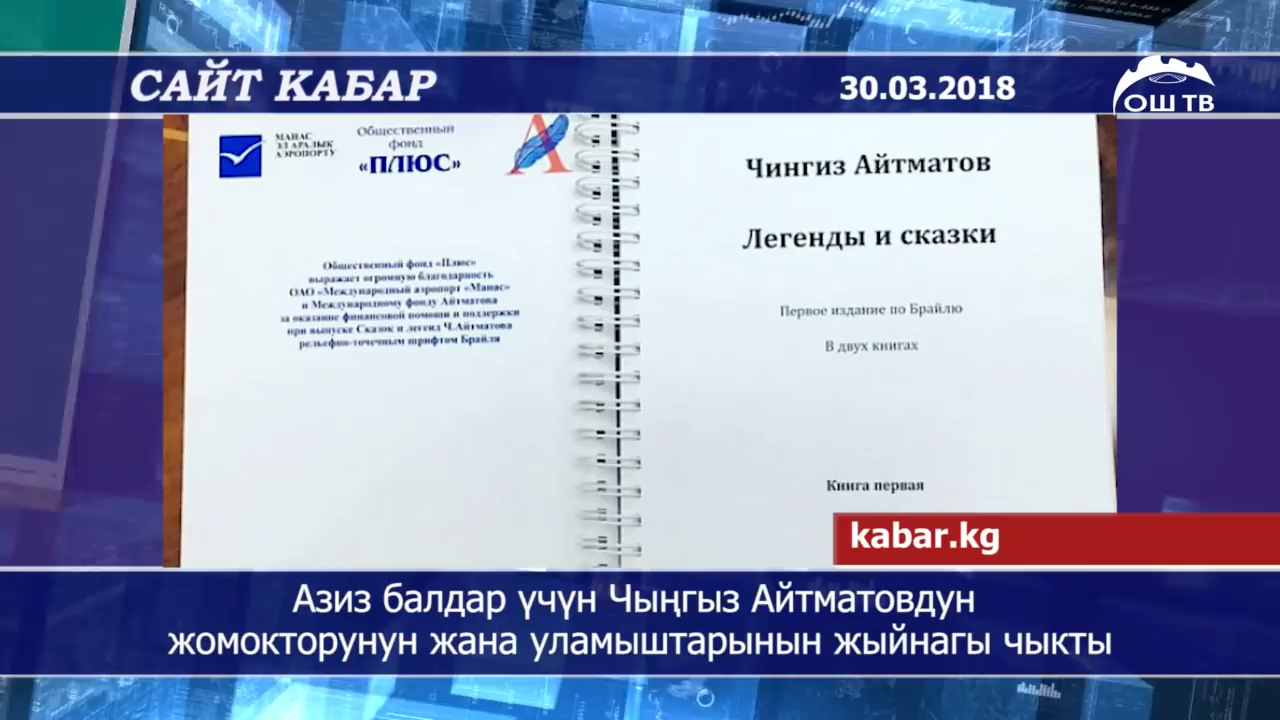 САЙТ КАБАР
30.03.2018
ОШ ТВ
МАНАС
ЭЛ АРАЛЫК
АЭРОПОРТУ
Общественный
фонд
«ПЛЮС»
Общественный фонд «Плюс»
выражает огромную благодарность
ОАО «Международный аэропорт «Манас»
и Международному фонду Айтматова
за оказание финансовой помощи и поддержки
при выпуске Сказок и легенд Ч.Айтматова
рельефно-точечным шрифтом Брайля
Чингиз Айтматов
Легенды и сказки
Первое издание по Брайлю
В двух книгах
Книга первая
kabar.kg
Азиз балдар үчүн Чыңгыз Айтматовдун
жомокторунун жана уламыштарынын жыйнагы чыкты